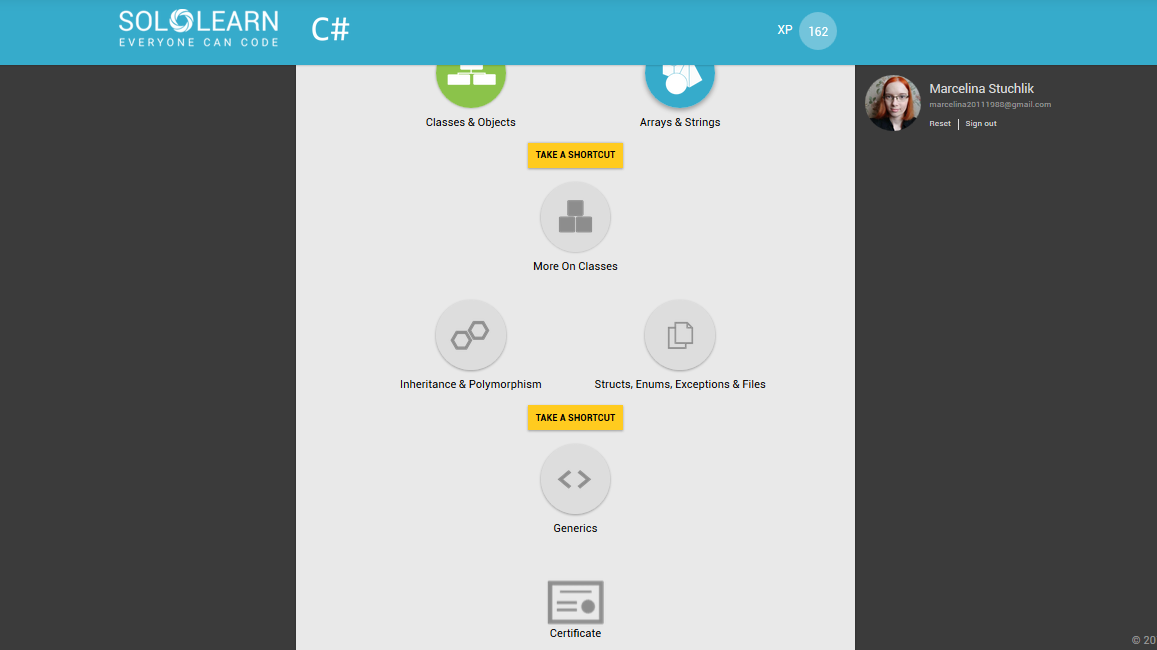 SOLOLEARN
EVERYONE CAN CODE
C#
XP 162
Marcelina Stuchlik
marcelina20111988@gmail.com
Reset | Sign out
Classes & Objects
Arrays & Strings
TAKE A SHORTCUT
More On Classes
Inheritance & Polymorphism
Structs, Enums, Exceptions & Files
TAKE A SHORTCUT
Generics
Certificate
© 20